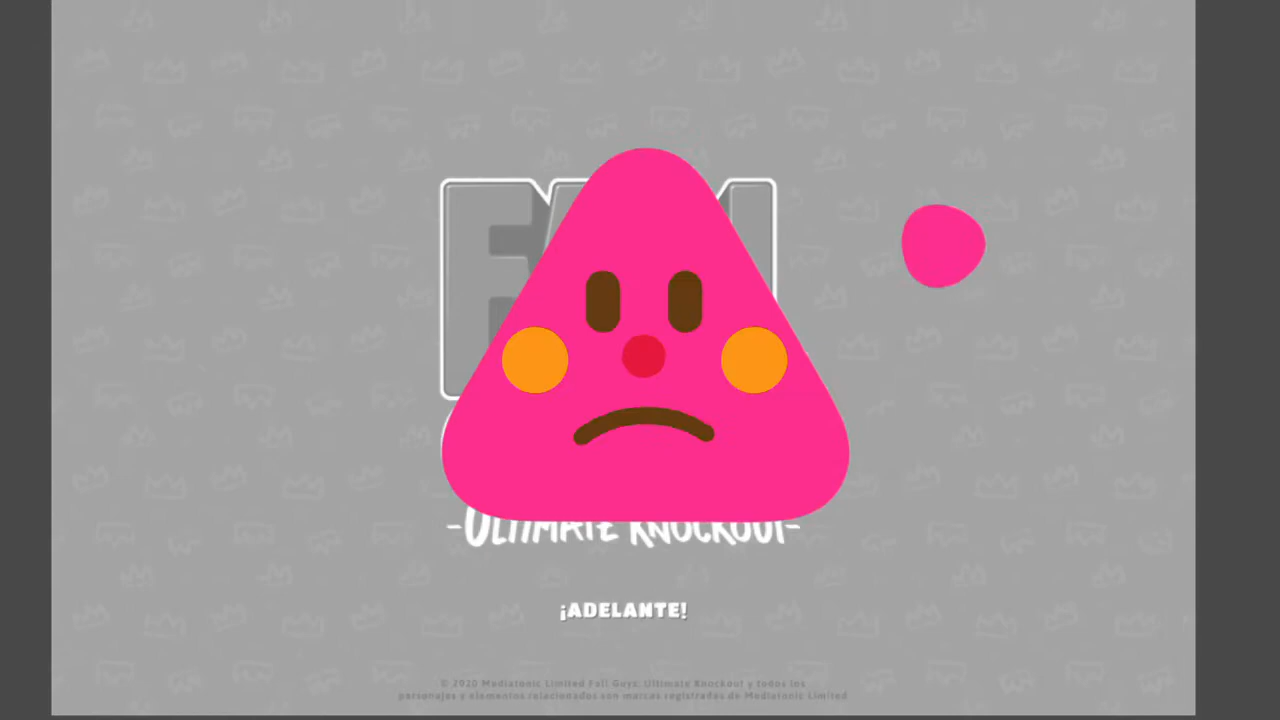 -ULTIMATE KNOCKOUT-
¡ADELANTE!
© 2020 Mediatonic Limited Fall Guys: Ultimate Knockout y todos los
personajes y elementos relacionados son marcas registradas de Mediatonic Limited